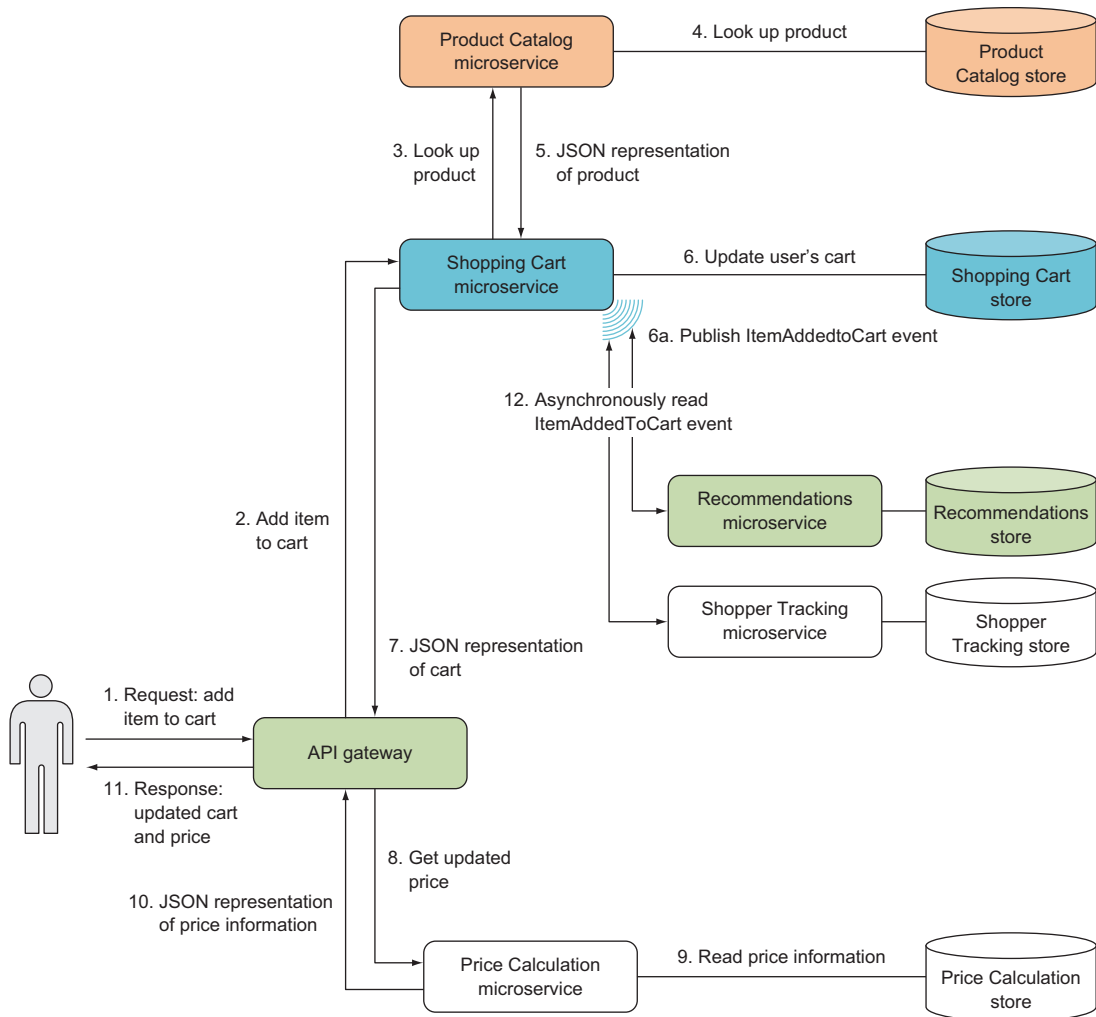 Product Catalog
microservice
4. Look up product
Product
Catalog store
3. Look up
product
5. JSON representation
of product
Shopping Cart
microservice
6. Update user's cart
Shopping Cart
store
6a. Publish ItemAddedtoCart event
12. Asynchronously read
ItemAddedToCart event
Recommendations
microservice
Recommendations
store
2. Add item
to cart
Shopper Tracking
microservice
Shopper
Tracking store
7. JSON representation
of cart
1. Request: add
item to cart
API gateway
11. Response:
updated cart
and price
8. Get updated
price
10. JSON representation
of price information
Price Calculation
microservice
9. Read price information
Price Calculation
store